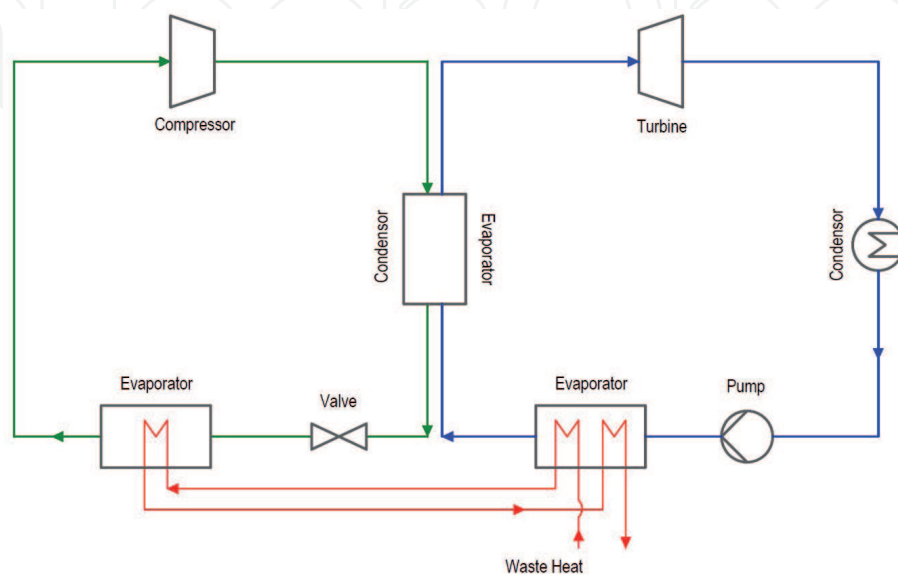 Compressor
Turbine
Condensor
Evaporator
Condensor
Evaporator
Valve
Evaporator
Pump
Waste Heat